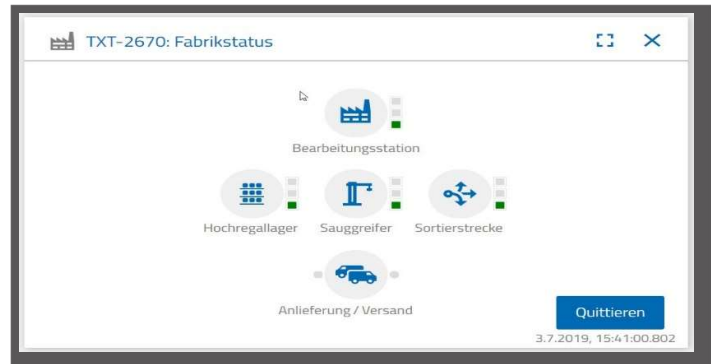 TXT-2670: Fabrikstatus
Bearbeitungsstation
Hochregallager Sauggreifer Sortierstrecke
Anlieferung / Versand
Quittieren
3.7.2019, 15:41:00.802